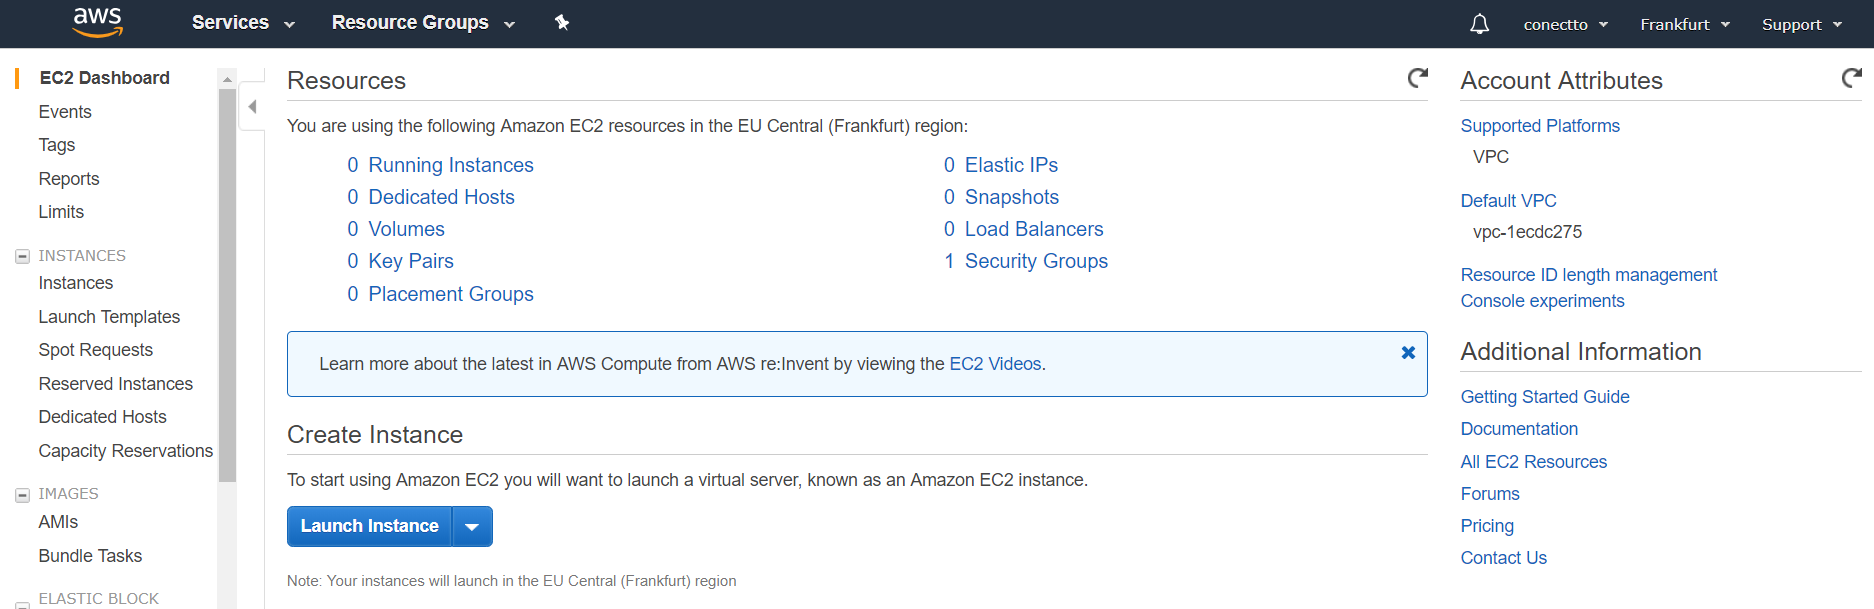 aws Services Resource Groups conectto Frankfurt Support
EC2 Dashboard
Events
Tags
Reports
Limits
INSTANCES
Instances
Launch Templates
Spot Requests
Reserved Instances
Dedicated Hosts
Capacity Reservations
IMAGES
AMIs
Bundle Tasks
ELASTIC BLOCK
Resources
You are using the following Amazon EC2 resources in the EU Central (Frankfurt) region:
0 Running Instances
0 Dedicated Hosts
0 Volumes
0 Key Pairs
0 Placement Groups
0 Elastic IPs
0 Snapshots
0 Load Balancers
1 Security Groups
Learn more about the latest in AWS Compute from AWS re:Invent by viewing the EC2 Videos.
Create Instance
To start using Amazon EC2 you will want to launch a virtual server, known as an Amazon EC2 instance.
Launch Instance
Note: Your instances will launch in the EU Central (Frankfurt) region
Account Attributes
Supported Platforms
VPC
Default VPC
vpc-1ecdc275
Resource ID length management
Console experiments
Additional Information
Getting Started Guide
Documentation
All EC2 Resources
Forums
Pricing
Contact Us